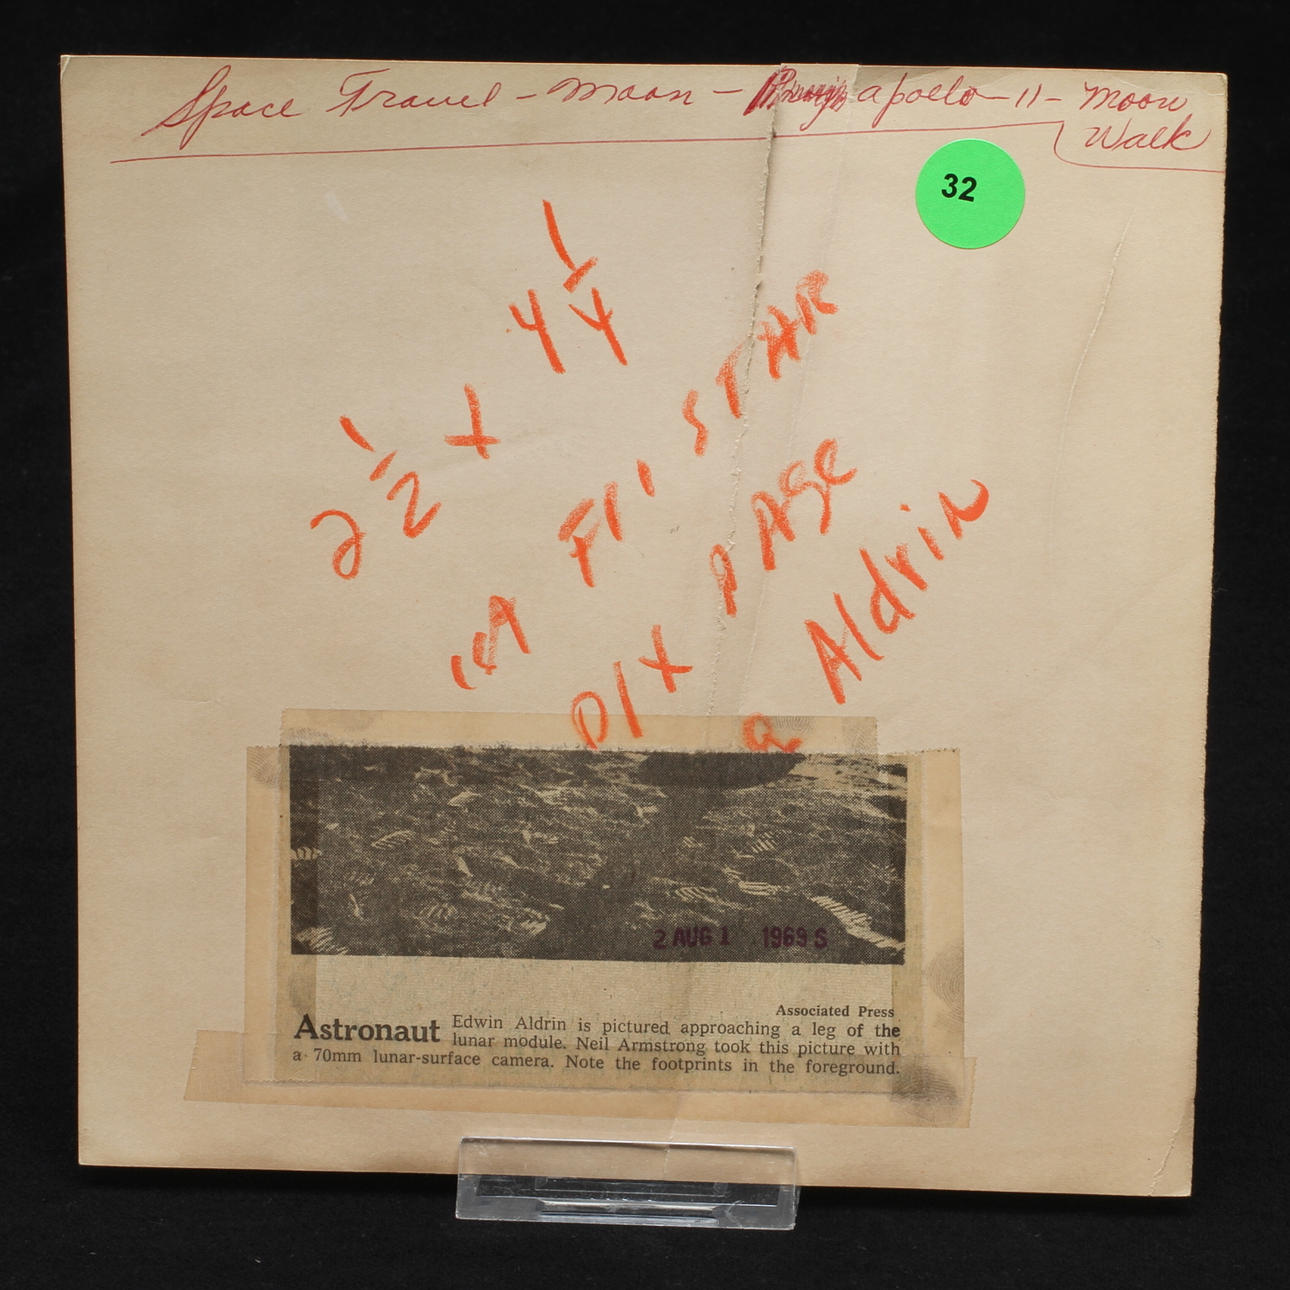 Space Travel - Moon - apollo - 11 - Moon
Walk
32
2 1/2 x 4 1/4
FI' STAR
DIX PAGE
Aldrin
2 AUG 1 1969 S
Associated Press
Astronaut Edwin Aldrin is pictured approaching a leg of the
lunar module. Neil Armstrong took this picture with
a 70mm lunar-surface camera. Note the footprints in the foreground.